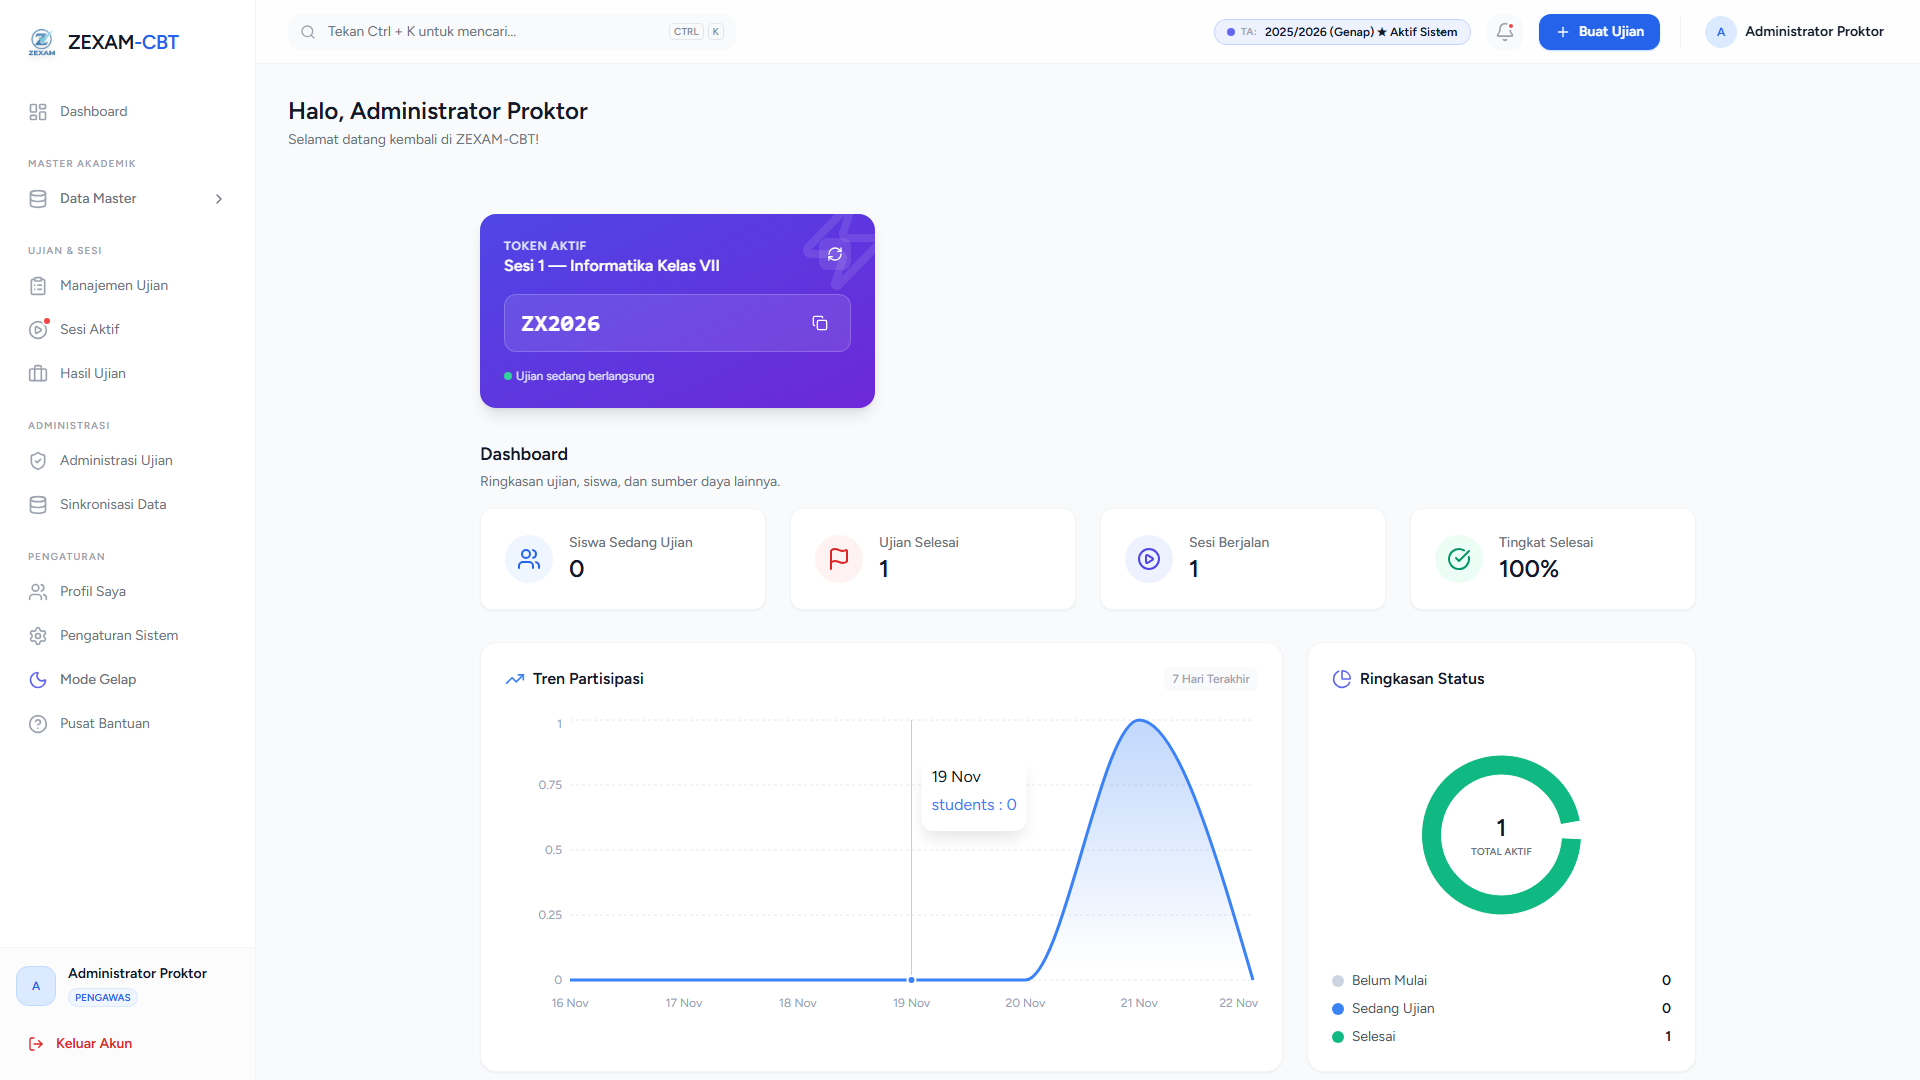 ZEXAM
ZEXAM-CBT
Tekan Ctrl + K untuk mencari...
CTRL K
TA: 2025/2026 (Genap) ★ Aktif Sistem
+ Buat Ujian
A Administrator Proktor
Dashboard
MASTER AKADEMIK
Data Master
UJIAN & SESI
Manajemen Ujian
Sesi Aktif
Hasil Ujian
ADMINISTRASI
Administrasi Ujian
Sinkronisasi Data
PENGATURAN
Profil Saya
Pengaturan Sistem
Mode Gelap
Pusat Bantuan
A
Administrator Proktor
PENGAWAS
Keluar Akun
Halo, Administrator Proktor
Selamat datang kembali di ZEXAM-CBT!
TOKEN AKTIF
Sesi 1 — Informatika Kelas VII
ZX2026
Ujian sedang berlangsung
Dashboard
Ringkasan ujian, siswa, dan sumber daya lainnya.
Siswa Sedang Ujian
0
Ujian Selesai
1
Sesi Berjalan
1
Tingkat Selesai
100%
Tren Partisipasi
7 Hari Terakhir
1
0.75
0.5
0.25
0
19 Nov
students : 0
16 Nov 17 Nov 18 Nov 19 Nov 20 Nov 21 Nov 22 Nov
Ringkasan Status
1
TOTAL AKTIF
Belum Mulai 0
Sedang Ujian 0
Selesai 1